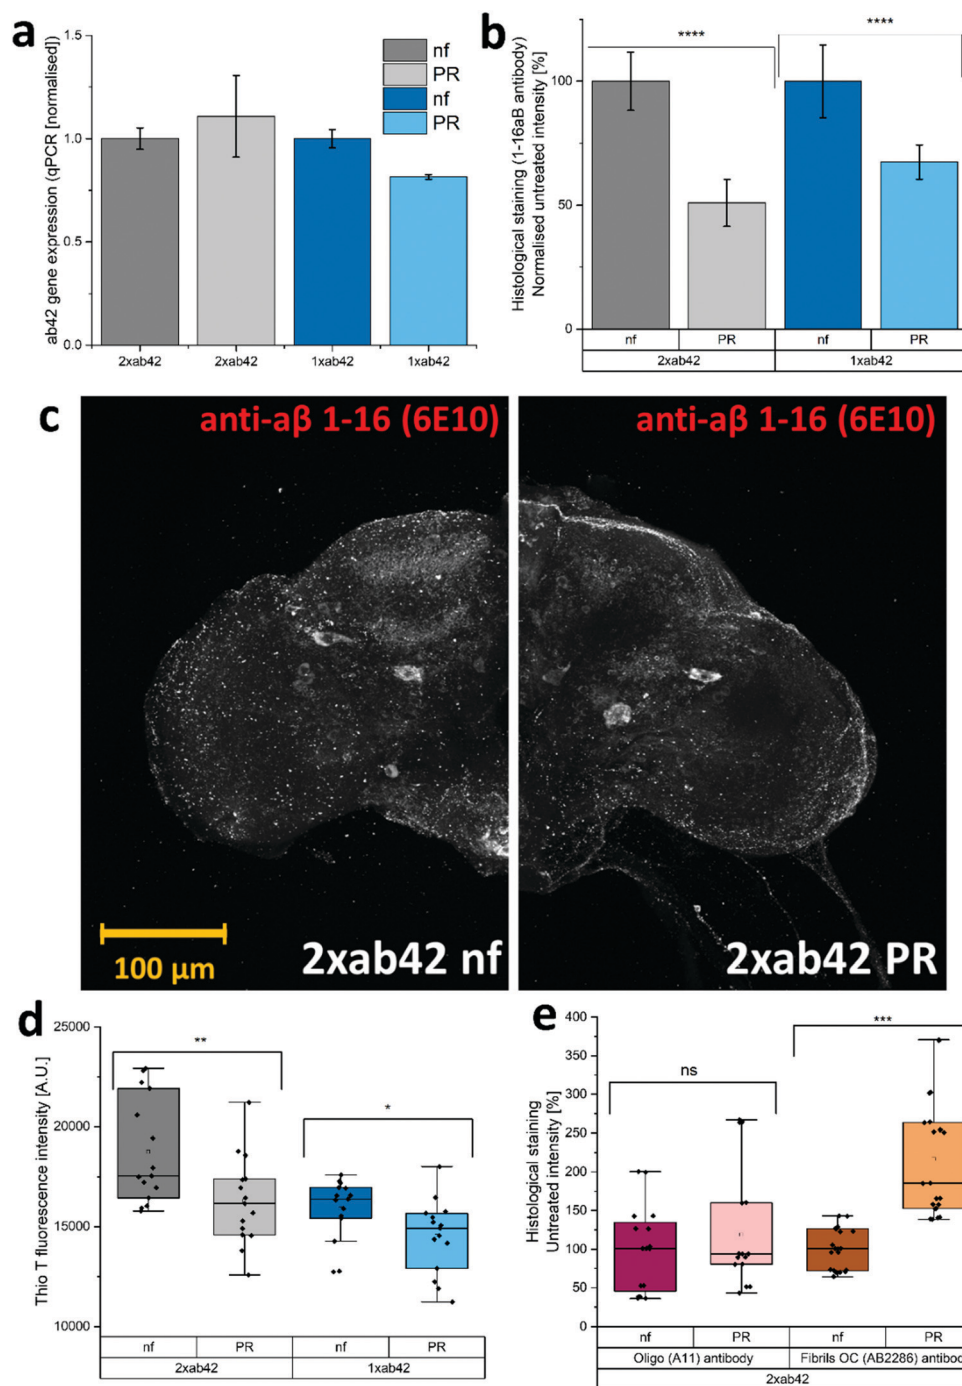 a
ab42 gene expression (qPCR [normalised])
1.5
1.0
0.5
0.0
nf
PR
nf
PR
2xab42
2xab42
1xab42
1xab42
b
Histological staining (1-16aB antibody)
Normalised untreated intensity [%]
100
50
0
****
****
nf
PR
nf
PR
2xab42
1xab42
c
anti-aβ 1-16 (6E10)
anti-aβ 1-16 (6E10)
100 µm
2xab42 nf
2xab42 PR
d
Thio T fluorescence intensity [A.U.]
25000
20000
15000
10000
**
*
nf
PR
nf
PR
2xab42
1xab42
e
Histological staining
Untreated intensity [%]
400
350
300
250
200
150
100
50
0
ns
***
nf
PR
nf
PR
Oligo (A11) antibody
Fibrils OC (AB2286) antibod
2xab42